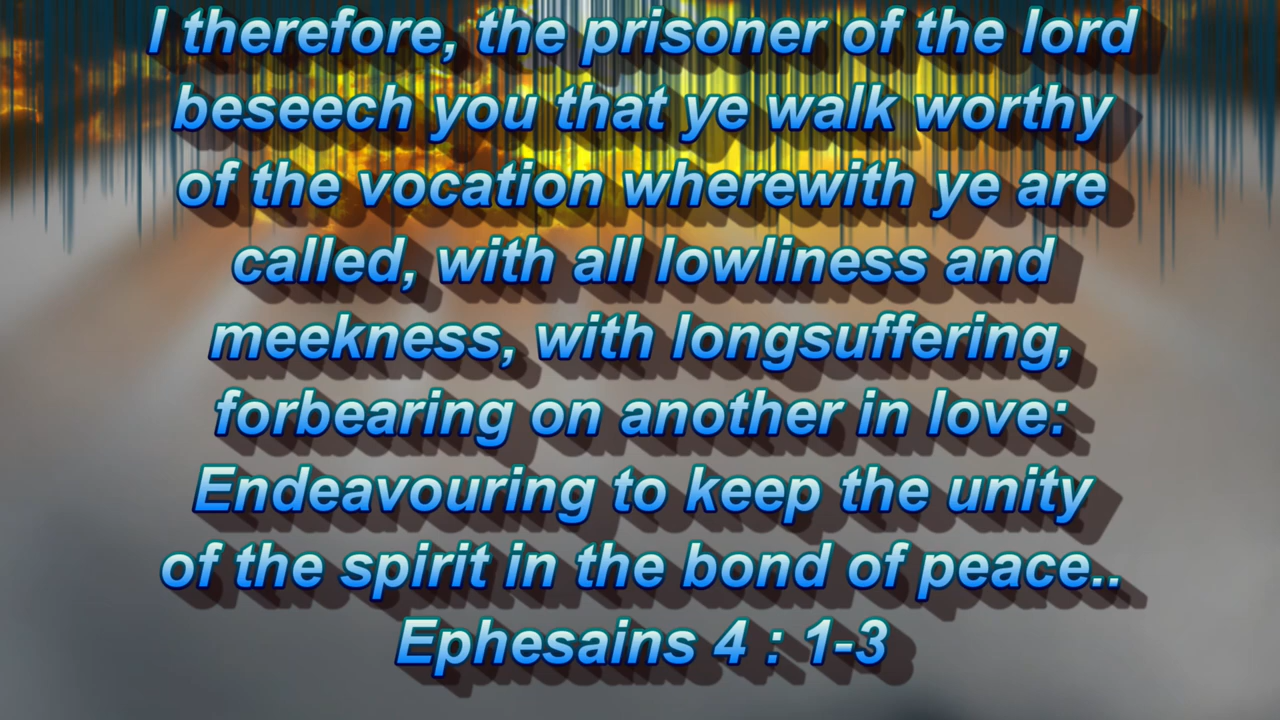 I therefore, the prisoner of the lord
beseech you that ye walk worthy
of the vocation wherewith ye are
called, with all lowliness and
meekness, with longsuffering,
forbearing on another in love:
Endeavouring to keep the unity
of the spirit in the bond of peace..
Ephesains 4 : 1-3